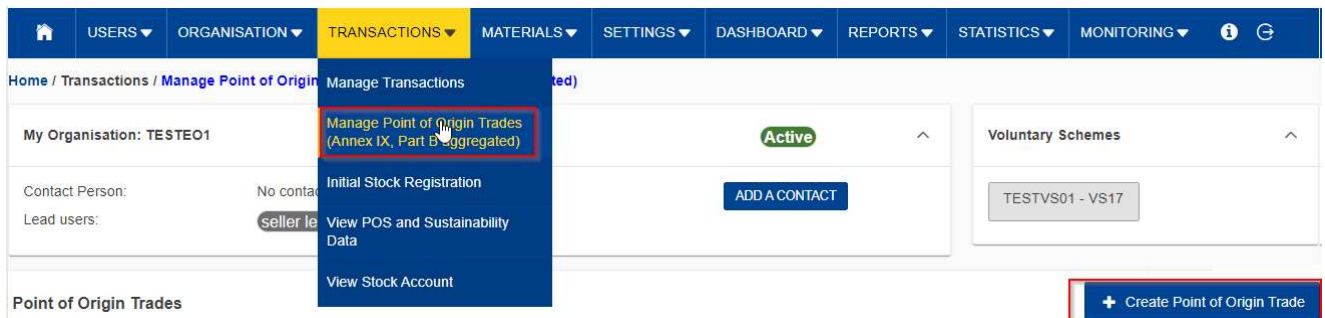 USERS ORGANISATION TRANSACTIONS MATERIALS SETTINGS DASHBOARD REPORTS STATISTICS MONITORING
Home / Transactions / Manage Point of Origin ted)
Manage Transactions
Manage Point of Origin Trades
(Annex IX, Part B aggregated)
Initial Stock Registration
View POS and Sustainability
Data
View Stock Account
My Organisation: TESTEO1 Active
Contact Person: No contac ADD A CONTACT
Lead users: seller le
Voluntary Schemes
TESTVS01 - VS17
Point of Origin Trades + Create Point of Origin Trade